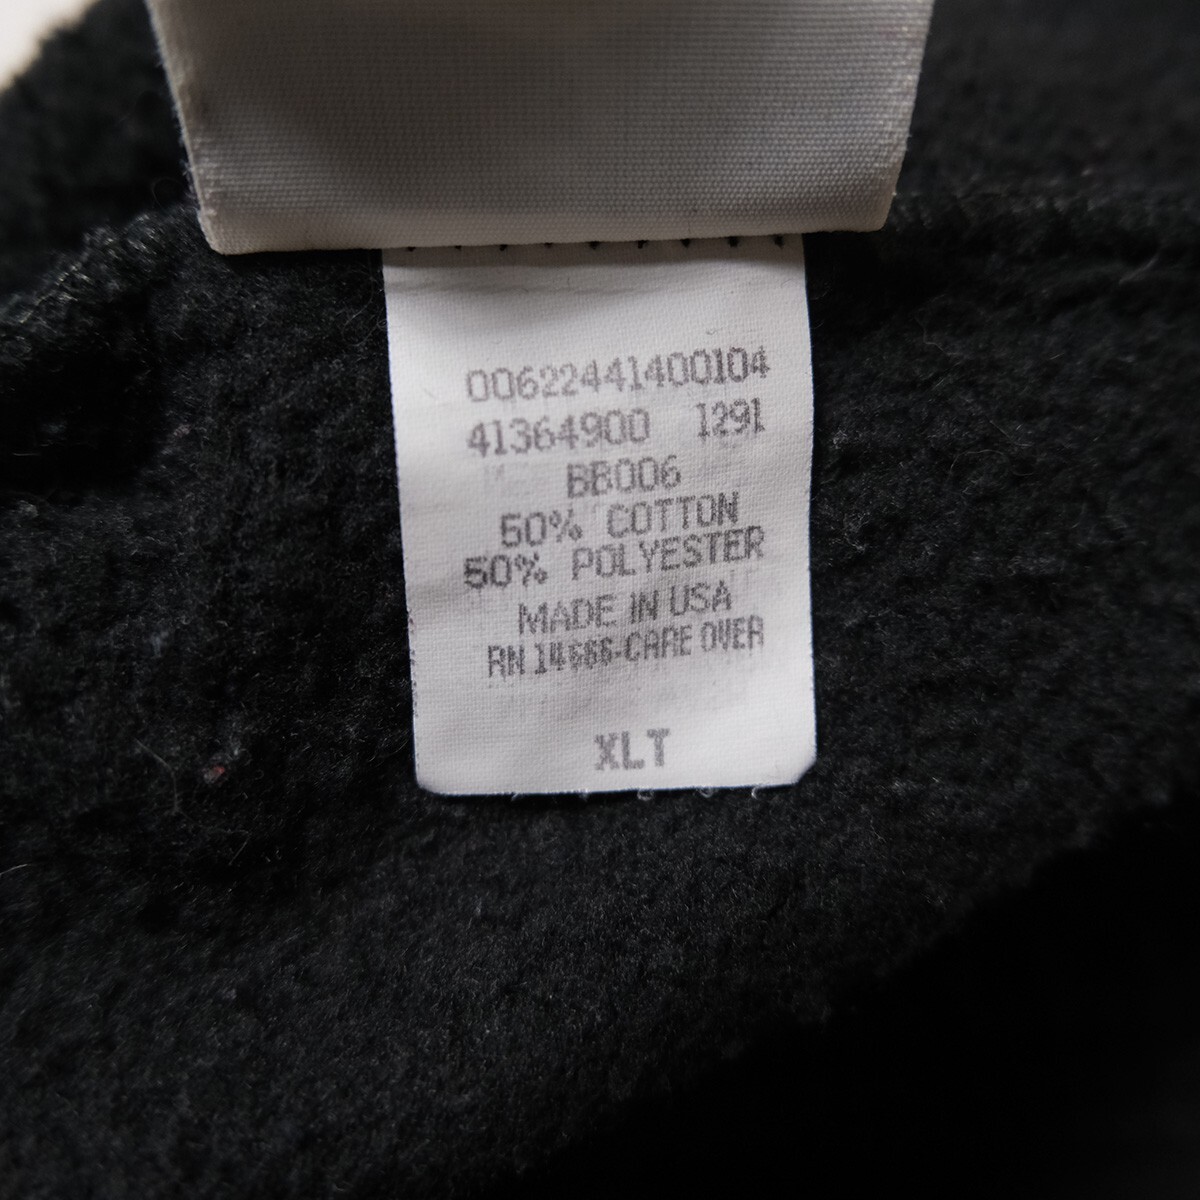 00622441400104
41364900 1291
BB006
50% COTTON
50% POLYESTER
MADE IN USA
RN 14666-CARE OVER
XLT